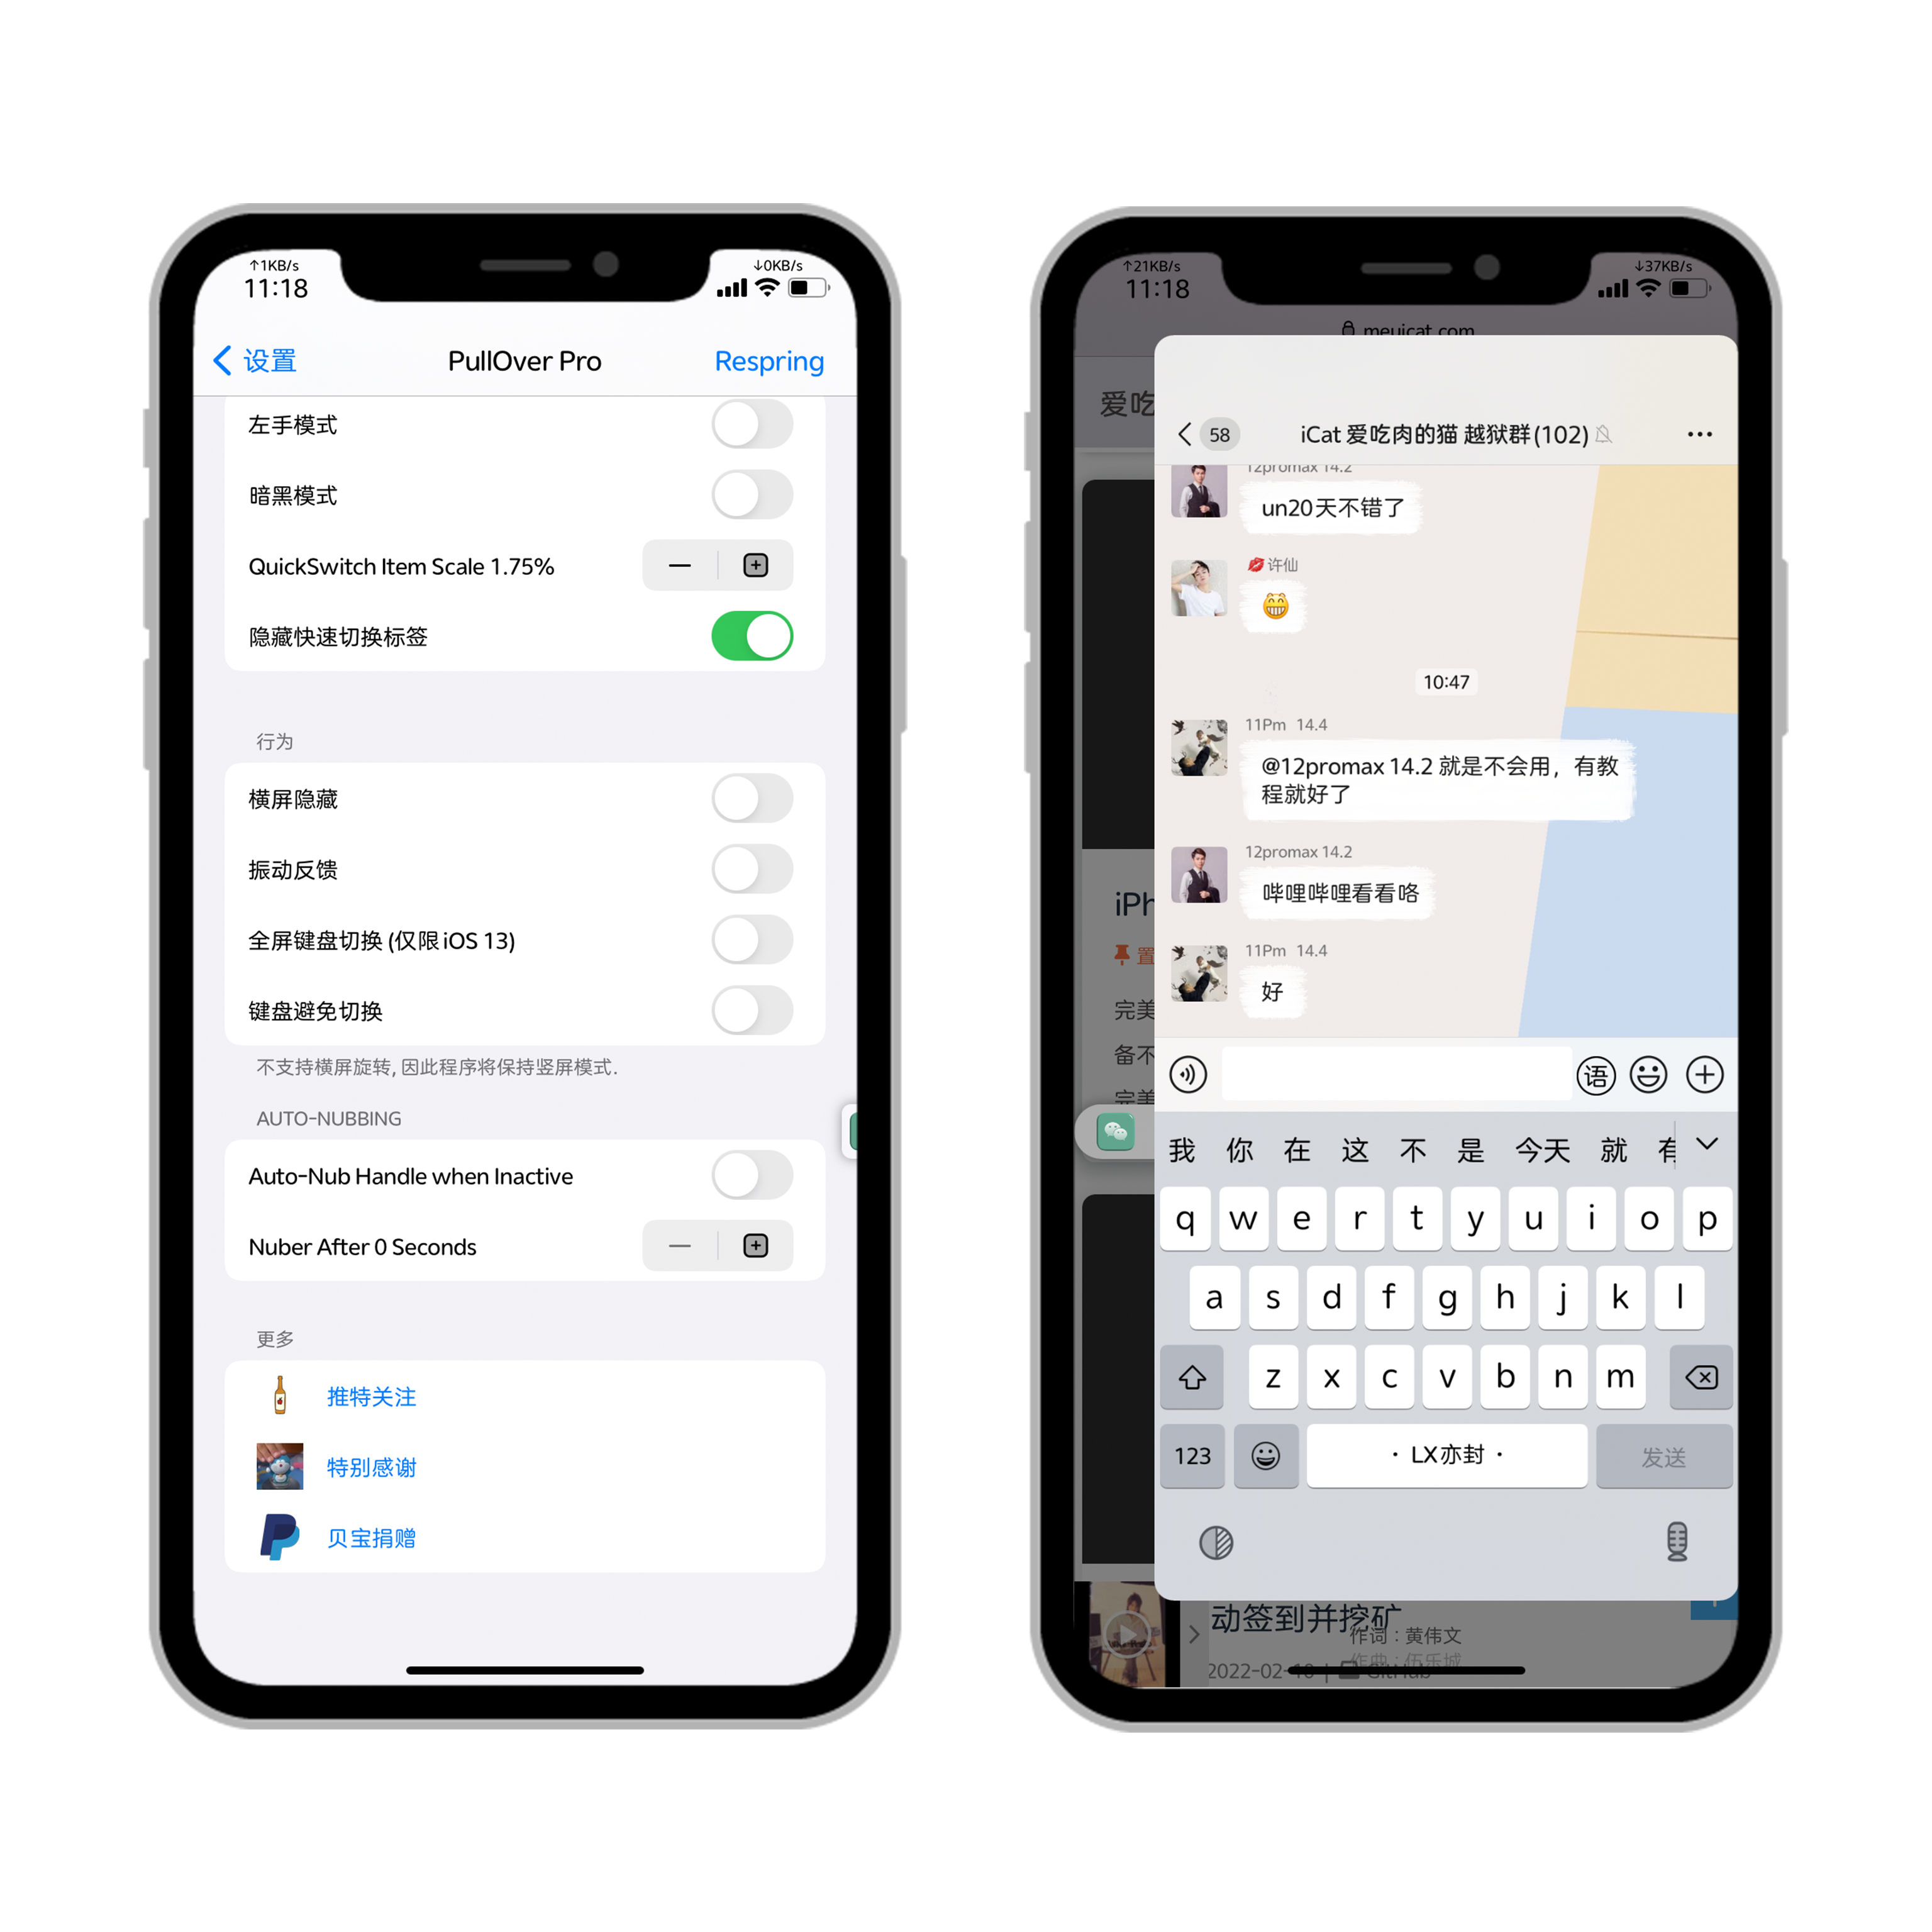 ↑1KB/s
↓0KB/s
11:18
设置
PullOver Pro
Respring
左手模式
暗黑模式
QuickSwitch Item Scale 1.75%
隐藏快速切换标签
行为
横屏隐藏
振动反馈
全屏键盘切换 (仅限 iOS 13)
键盘避免切换
不支持横屏旋转, 因此程序将保持竖屏模式.
AUTO-NUBBING
Auto-Nub Handle when Inactive
Nuber After 0 Seconds
更多
推特关注
特别感谢
贝宝捐赠
↑21KB/s
↓37KB/s
11:18
meuicat.com
爱吃
58
iCat 爱吃肉的猫 越狱群(102)
12promax 14.2
un20天不错了
许仙
10:47
11Pm 14.4
@12promax 14.2 就是不会用，有教
程就好了
12promax 14.2
哔哩哔哩看看咯
11Pm 14.4
好
iPh
置
完美
备不
完美
语
我 你 在 这 不 是 今天 就 有
q w e r t y u i o p
a s d f g h j k l
z x c v b n m
123
· LX亦封 ·
发送
动签到并挖矿
作词：黄伟文
作曲：伍乐城
2022-02-10 | GitHub